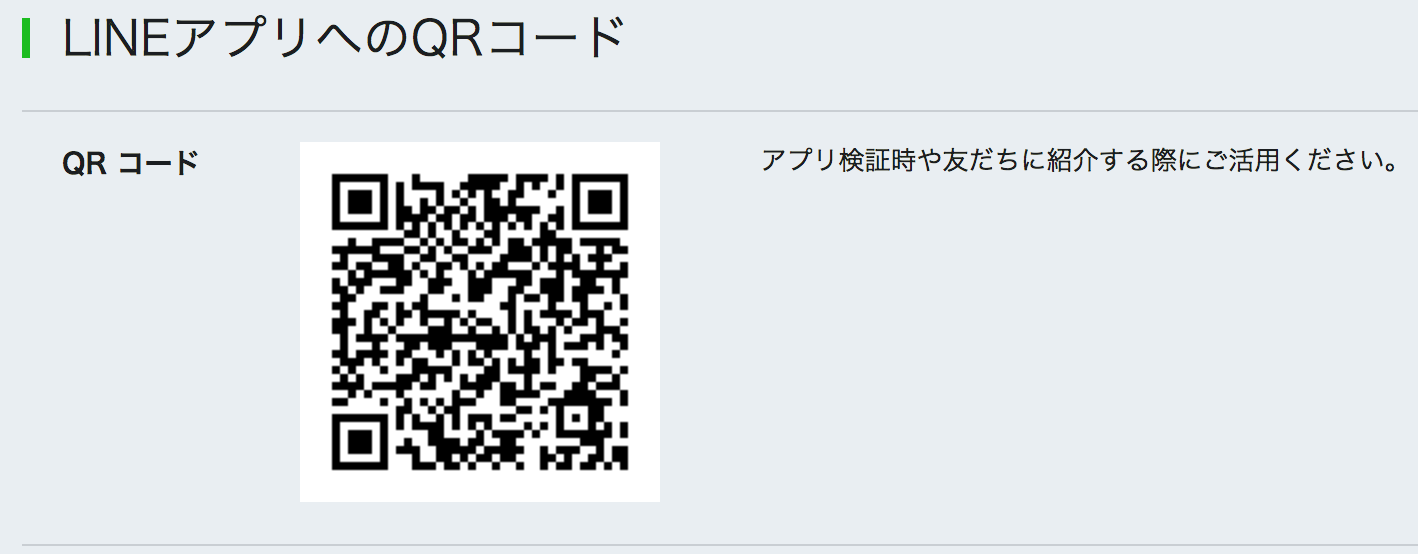 LINEアプリへのQRコード
QR コード
アプリ検証時や友だちに紹介する際にご活用ください。